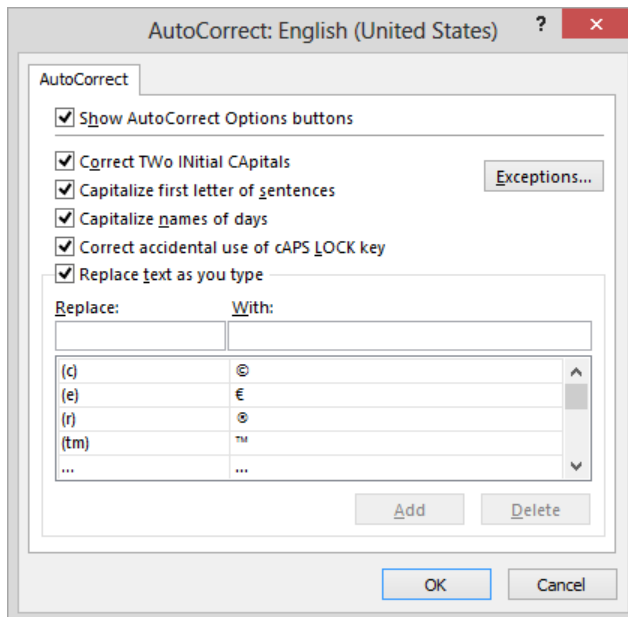 AutoCorrect: English (United States) ? ×
AutoCorrect
Show AutoCorrect Options buttons
Correct TWo INitial CApitals
Exceptions...
Capitalize first letter of sentences
Capitalize names of days
Correct accidental use of cAPS LOCK key
Replace text as you type
Replace: With:
(c) ©
(e) €
(r) ®
(tm) ™
... ...
Add Delete
OK Cancel